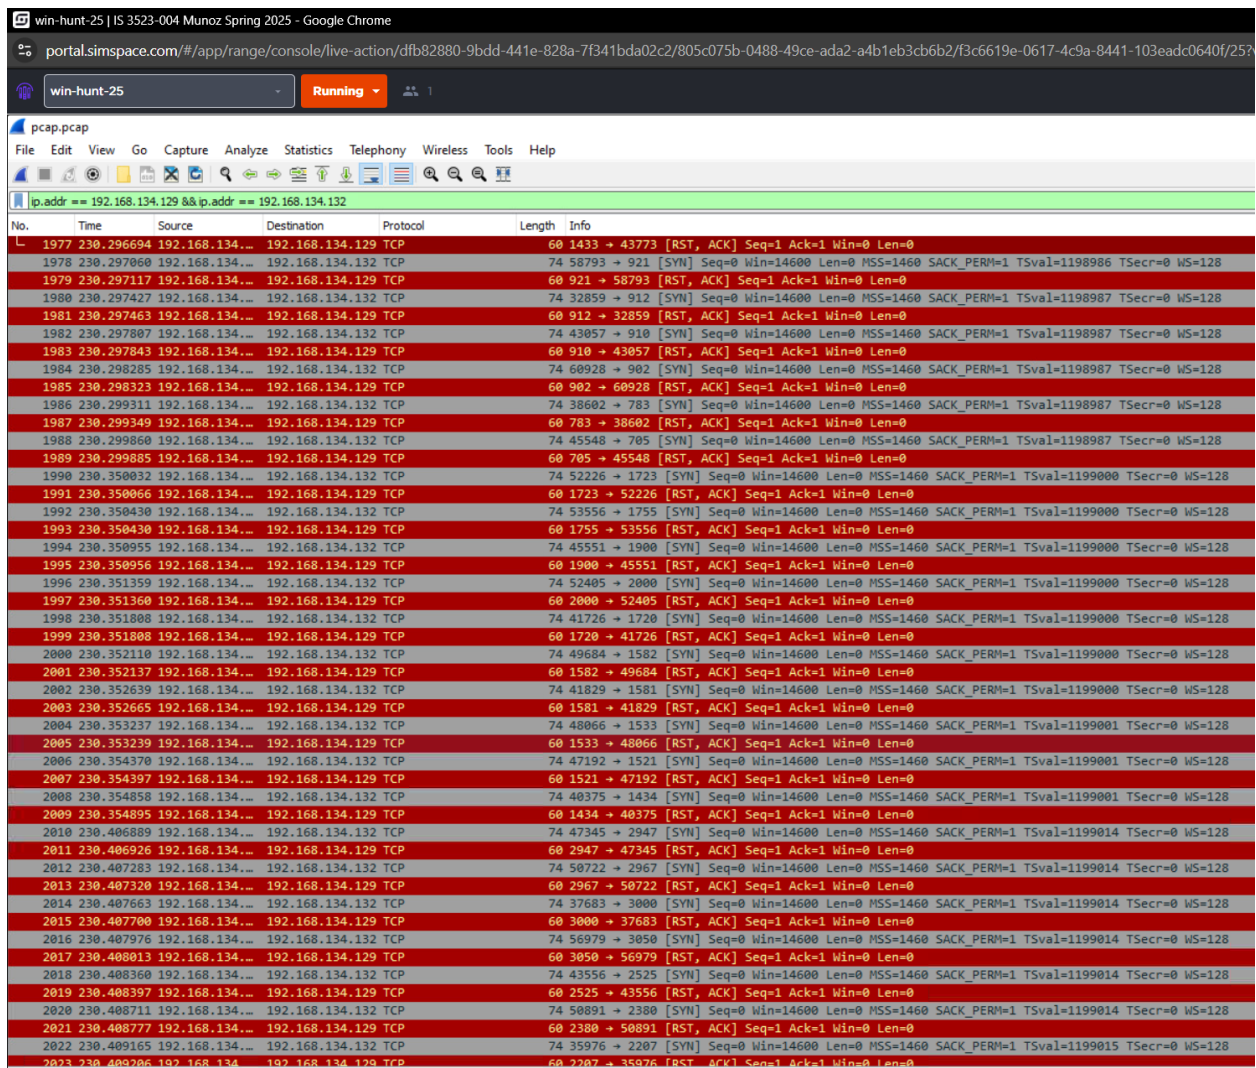 win-hunt-25 | IS 3523-004 Munoz Spring 2025 - Google Chrome
portal.simspace.com/#/app/range/console/live-action/dfb82880-9bdd-441e-828a-7f341bda02c2/805c075b-0488-49ce-ada2-a4b1eb3cb6b2/f3c6619e-0617-4c9a-8441-103eadc0640f/25?
win-hunt-25 Running 1
pcap.pcap
File Edit View Go Capture Analyze Statistics Telephony Wireless Tools Help
ip.addr == 192.168.134.129 && ip.addr == 192.168.134.132
No. Time Source Destination Protocol Length Info
1977 230.296694 192.168.134.… 192.168.134.129 TCP 60 1433 → 43773 [RST, ACK] Seq=1 Ack=1 Win=0 Len=0
1978 230.297060 192.168.134.… 192.168.134.132 TCP 74 58793 → 921 [SYN] Seq=0 Win=14600 Len=0 MSS=1460 SACK_PERM=1 TSval=1198986 TSecr=0 WS=128
1979 230.297117 192.168.134.… 192.168.134.129 TCP 60 921 → 58793 [RST, ACK] Seq=1 Ack=1 Win=0 Len=0
1980 230.297427 192.168.134.… 192.168.134.132 TCP 74 32859 → 912 [SYN] Seq=0 Win=14600 Len=0 MSS=1460 SACK_PERM=1 TSval=1198987 TSecr=0 WS=128
1981 230.297463 192.168.134.… 192.168.134.129 TCP 60 912 → 32859 [RST, ACK] Seq=1 Ack=1 Win=0 Len=0
1982 230.297807 192.168.134.… 192.168.134.132 TCP 74 43057 → 910 [SYN] Seq=0 Win=14600 Len=0 MSS=1460 SACK_PERM=1 TSval=1198987 TSecr=0 WS=128
1983 230.297843 192.168.134.… 192.168.134.129 TCP 60 910 → 43057 [RST, ACK] Seq=1 Ack=1 Win=0 Len=0
1984 230.298285 192.168.134.… 192.168.134.132 TCP 74 60928 → 902 [SYN] Seq=0 Win=14600 Len=0 MSS=1460 SACK_PERM=1 TSval=1198987 TSecr=0 WS=128
1985 230.298323 192.168.134.… 192.168.134.129 TCP 60 902 → 60928 [RST, ACK] Seq=1 Ack=1 Win=0 Len=0
1986 230.299311 192.168.134.… 192.168.134.132 TCP 74 38602 → 783 [SYN] Seq=0 Win=14600 Len=0 MSS=1460 SACK_PERM=1 TSval=1198987 TSecr=0 WS=128
1987 230.299349 192.168.134.… 192.168.134.129 TCP 60 783 → 38602 [RST, ACK] Seq=1 Ack=1 Win=0 Len=0
1988 230.299860 192.168.134.… 192.168.134.132 TCP 74 45548 → 705 [SYN] Seq=0 Win=14600 Len=0 MSS=1460 SACK_PERM=1 TSval=1198987 TSecr=0 WS=128
1989 230.299885 192.168.134.… 192.168.134.129 TCP 60 705 → 45548 [RST, ACK] Seq=1 Ack=1 Win=0 Len=0
1990 230.350032 192.168.134.… 192.168.134.132 TCP 74 52226 → 1723 [SYN] Seq=0 Win=14600 Len=0 MSS=1460 SACK_PERM=1 TSval=1199000 TSecr=0 WS=128
1991 230.350066 192.168.134.… 192.168.134.129 TCP 60 1723 → 52226 [RST, ACK] Seq=1 Ack=1 Win=0 Len=0
1992 230.350430 192.168.134.… 192.168.134.132 TCP 74 53556 → 1755 [SYN] Seq=0 Win=14600 Len=0 MSS=1460 SACK_PERM=1 TSval=1199000 TSecr=0 WS=128
1993 230.350430 192.168.134.… 192.168.134.129 TCP 60 1755 → 53556 [RST, ACK] Seq=1 Ack=1 Win=0 Len=0
1994 230.350955 192.168.134.… 192.168.134.132 TCP 74 45551 → 1900 [SYN] Seq=0 Win=14600 Len=0 MSS=1460 SACK_PERM=1 TSval=1199000 TSecr=0 WS=128
1995 230.350956 192.168.134.… 192.168.134.129 TCP 60 1900 → 45551 [RST, ACK] Seq=1 Ack=1 Win=0 Len=0
1996 230.351359 192.168.134.… 192.168.134.132 TCP 74 52405 → 2000 [SYN] Seq=0 Win=14600 Len=0 MSS=1460 SACK_PERM=1 TSval=1199000 TSecr=0 WS=128
1997 230.351360 192.168.134.… 192.168.134.129 TCP 60 2000 → 52405 [RST, ACK] Seq=1 Ack=1 Win=0 Len=0
1998 230.351808 192.168.134.… 192.168.134.132 TCP 74 41726 → 1720 [SYN] Seq=0 Win=14600 Len=0 MSS=1460 SACK_PERM=1 TSval=1199000 TSecr=0 WS=128
1999 230.351808 192.168.134.… 192.168.134.129 TCP 60 1720 → 41726 [RST, ACK] Seq=1 Ack=1 Win=0 Len=0
2000 230.352110 192.168.134.… 192.168.134.132 TCP 74 49684 → 1582 [SYN] Seq=0 Win=14600 Len=0 MSS=1460 SACK_PERM=1 TSval=1199000 TSecr=0 WS=128
2001 230.352137 192.168.134.… 192.168.134.129 TCP 60 1582 → 49684 [RST, ACK] Seq=1 Ack=1 Win=0 Len=0
2002 230.352639 192.168.134.… 192.168.134.132 TCP 74 41829 → 1581 [SYN] Seq=0 Win=14600 Len=0 MSS=1460 SACK_PERM=1 TSval=1199000 TSecr=0 WS=128
2003 230.352665 192.168.134.… 192.168.134.129 TCP 60 1581 → 41829 [RST, ACK] Seq=1 Ack=1 Win=0 Len=0
2004 230.353237 192.168.134.… 192.168.134.132 TCP 74 48066 → 1533 [SYN] Seq=0 Win=14600 Len=0 MSS=1460 SACK_PERM=1 TSval=1199001 TSecr=0 WS=128
2005 230.353239 192.168.134.… 192.168.134.129 TCP 60 1533 → 48066 [RST, ACK] Seq=1 Ack=1 Win=0 Len=0
2006 230.354370 192.168.134.… 192.168.134.132 TCP 74 47192 → 1521 [SYN] Seq=0 Win=14600 Len=0 MSS=1460 SACK_PERM=1 TSval=1199001 TSecr=0 WS=128
2007 230.354397 192.168.134.… 192.168.134.129 TCP 60 1521 → 47192 [RST, ACK] Seq=1 Ack=1 Win=0 Len=0
2008 230.354858 192.168.134.… 192.168.134.132 TCP 74 40375 → 1434 [SYN] Seq=0 Win=14600 Len=0 MSS=1460 SACK_PERM=1 TSval=1199001 TSecr=0 WS=128
2009 230.354895 192.168.134.… 192.168.134.129 TCP 60 1434 → 40375 [RST, ACK] Seq=1 Ack=1 Win=0 Len=0
2010 230.406889 192.168.134.… 192.168.134.132 TCP 74 47345 → 2947 [SYN] Seq=0 Win=14600 Len=0 MSS=1460 SACK_PERM=1 TSval=1199014 TSecr=0 WS=128
2011 230.406926 192.168.134.… 192.168.134.129 TCP 60 2947 → 47345 [RST, ACK] Seq=1 Ack=1 Win=0 Len=0
2012 230.407283 192.168.134.… 192.168.134.132 TCP 74 50722 → 2967 [SYN] Seq=0 Win=14600 Len=0 MSS=1460 SACK_PERM=1 TSval=1199014 TSecr=0 WS=128
2013 230.407320 192.168.134.… 192.168.134.129 TCP 60 2967 → 50722 [RST, ACK] Seq=1 Ack=1 Win=0 Len=0
2014 230.407663 192.168.134.… 192.168.134.132 TCP 74 37683 → 3000 [SYN] Seq=0 Win=14600 Len=0 MSS=1460 SACK_PERM=1 TSval=1199014 TSecr=0 WS=128
2015 230.407700 192.168.134.… 192.168.134.129 TCP 60 3000 → 37683 [RST, ACK] Seq=1 Ack=1 Win=0 Len=0
2016 230.407976 192.168.134.… 192.168.134.132 TCP 74 56979 → 3050 [SYN] Seq=0 Win=14600 Len=0 MSS=1460 SACK_PERM=1 TSval=1199014 TSecr=0 WS=128
2017 230.408013 192.168.134.… 192.168.134.129 TCP 60 3050 → 56979 [RST, ACK] Seq=1 Ack=1 Win=0 Len=0
2018 230.408360 192.168.134.… 192.168.134.132 TCP 74 43556 → 2525 [SYN] Seq=0 Win=14600 Len=0 MSS=1460 SACK_PERM=1 TSval=1199014 TSecr=0 WS=128
2019 230.408397 192.168.134.… 192.168.134.129 TCP 60 2525 → 43556 [RST, ACK] Seq=1 Ack=1 Win=0 Len=0
2020 230.408711 192.168.134.… 192.168.134.132 TCP 74 50891 → 2380 [SYN] Seq=0 Win=14600 Len=0 MSS=1460 SACK_PERM=1 TSval=1199014 TSecr=0 WS=128
2021 230.408777 192.168.134.… 192.168.134.129 TCP 60 2380 → 50891 [RST, ACK] Seq=1 Ack=1 Win=0 Len=0
2022 230.409165 192.168.134.… 192.168.134.132 TCP 74 35976 → 2207 [SYN] Seq=0 Win=14600 Len=0 MSS=1460 SACK_PERM=1 TSval=1199015 TSecr=0 WS=128
2023 230.409206 192.168.134 192.168.134.129 TCP 60 2207 → 35976 [RST, ACK] Seq=1 Ack=1 Win=0 Len=0